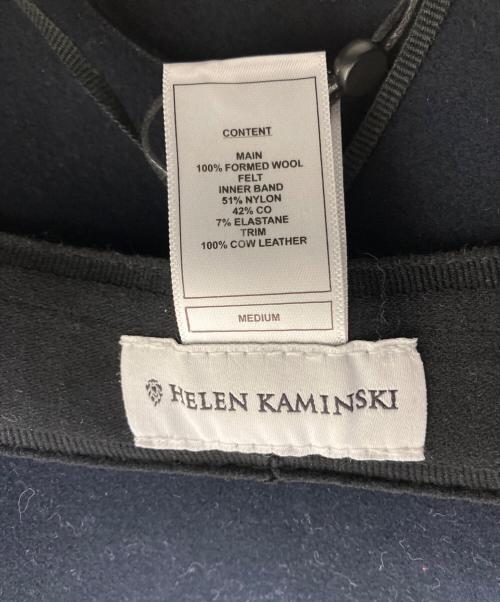 CONTENT
MAIN
100% FORMED WOOL
FELT
INNER BAND
51% NYLON
42% CO
7% ELASTANE
TRIM
100% COW LEATHER
MEDIUM
HELEN KAMINSKI